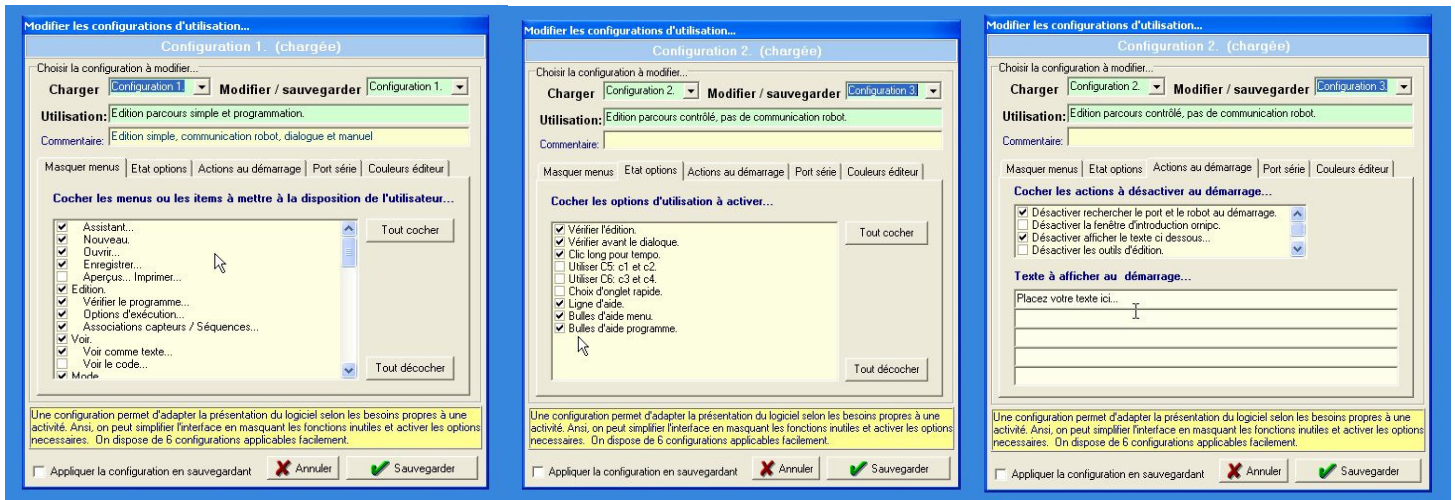 Modifier les configurations d'utilisation...
Configuration 1. (chargée)
Choisir la configuration à modifier...
Charger Configuration 1. Modifier / sauvegarder Configuration 1.
Utilisation: Edition parcours simple et programmation.
Commentaire: Edition simple, communication robot, dialogue et manuel
Masquer menus Etat options Actions au démarrage Port série Couleurs éditeur
Cocher les menus ou les items à mettre à la disposition de l'utilisateur...
Assistant...
Nouveau.
Ouvrir...
Enregistrer...
Aperçus... Imprimer...
Edition.
Vérifier le programme...
Options d'exécution...
Associations capteurs / Séquences...
Voir.
Voir comme texte...
Voir le code...
Mode
Tout cocher
Tout décocher
Une configuration permet d'adapter la présentation du logiciel selon les besoins propres à une
activité. Ansi, on peut simplifier l'interface en masquant les fonctions inutiles et activer les options
necessaires. On dispose de 6 configurations applicables facilement.
Appliquer la configuration en sauvegardant Annuler Sauvegarder
Modifier les configurations d'utilisation...
Configuration 2. (chargée)
Choisir la configuration à modifier...
Charger Configuration 2. Modifier / sauvegarder Configuration 3.
Utilisation: Edition parcours contrôlé, pas de communication robot.
Commentaire:
Masquer menus Etat options Actions au démarrage Port série Couleurs éditeur
Cocher les options d'utilisation à activer...
Vérifier l'édition.
Vérifier avant le dialoque.
Clic long pour tempo.
Utiliser C5: c1 et c2.
Utiliser C6: c3 et c4.
Choix d'onglet rapide.
Ligne d'aide.
Bulles d'aide menu.
Bulles d'aide programme.
Tout cocher
Tout décocher
Une configuration permet d'adapter la présentation du logiciel selon les besoins propres à une
activité. Ansi, on peut simplifier l'interface en masquant les fonctions inutiles et activer les options
necessaires. On dispose de 6 configurations applicables facilement.
Appliquer la configuration en sauvegardant Annuler Sauvegarder
Modifier les configurations d'utilisation...
Configuration 2. (chargée)
Choisir la configuration à modifier...
Charger Configuration 2. Modifier / sauvegarder Configuration 3.
Utilisation: Edition parcours contrôlé, pas de communication robot.
Commentaire:
Masquer menus Etat options Actions au démarrage Port série Couleurs éditeur
Cocher les actions à désactiver au démarrage...
Désactiver rechercher le port et le robot au démarrage.
Désactiver la fenêtre d'introduction ornipc.
Désactiver afficher le texte ci dessous...
Désactiver les outils d'édition.
Texte à afficher au démarrage...
Placez votre texte ici...
Une configuration permet d'adapter la présentation du logiciel selon les besoins propres à une
activité. Ansi, on peut simplifier l'interface en masquant les fonctions inutiles et activer les options
necessaires. On dispose de 6 configurations applicables facilement.
Appliquer la configuration en sauvegardant Annuler Sauvegarder